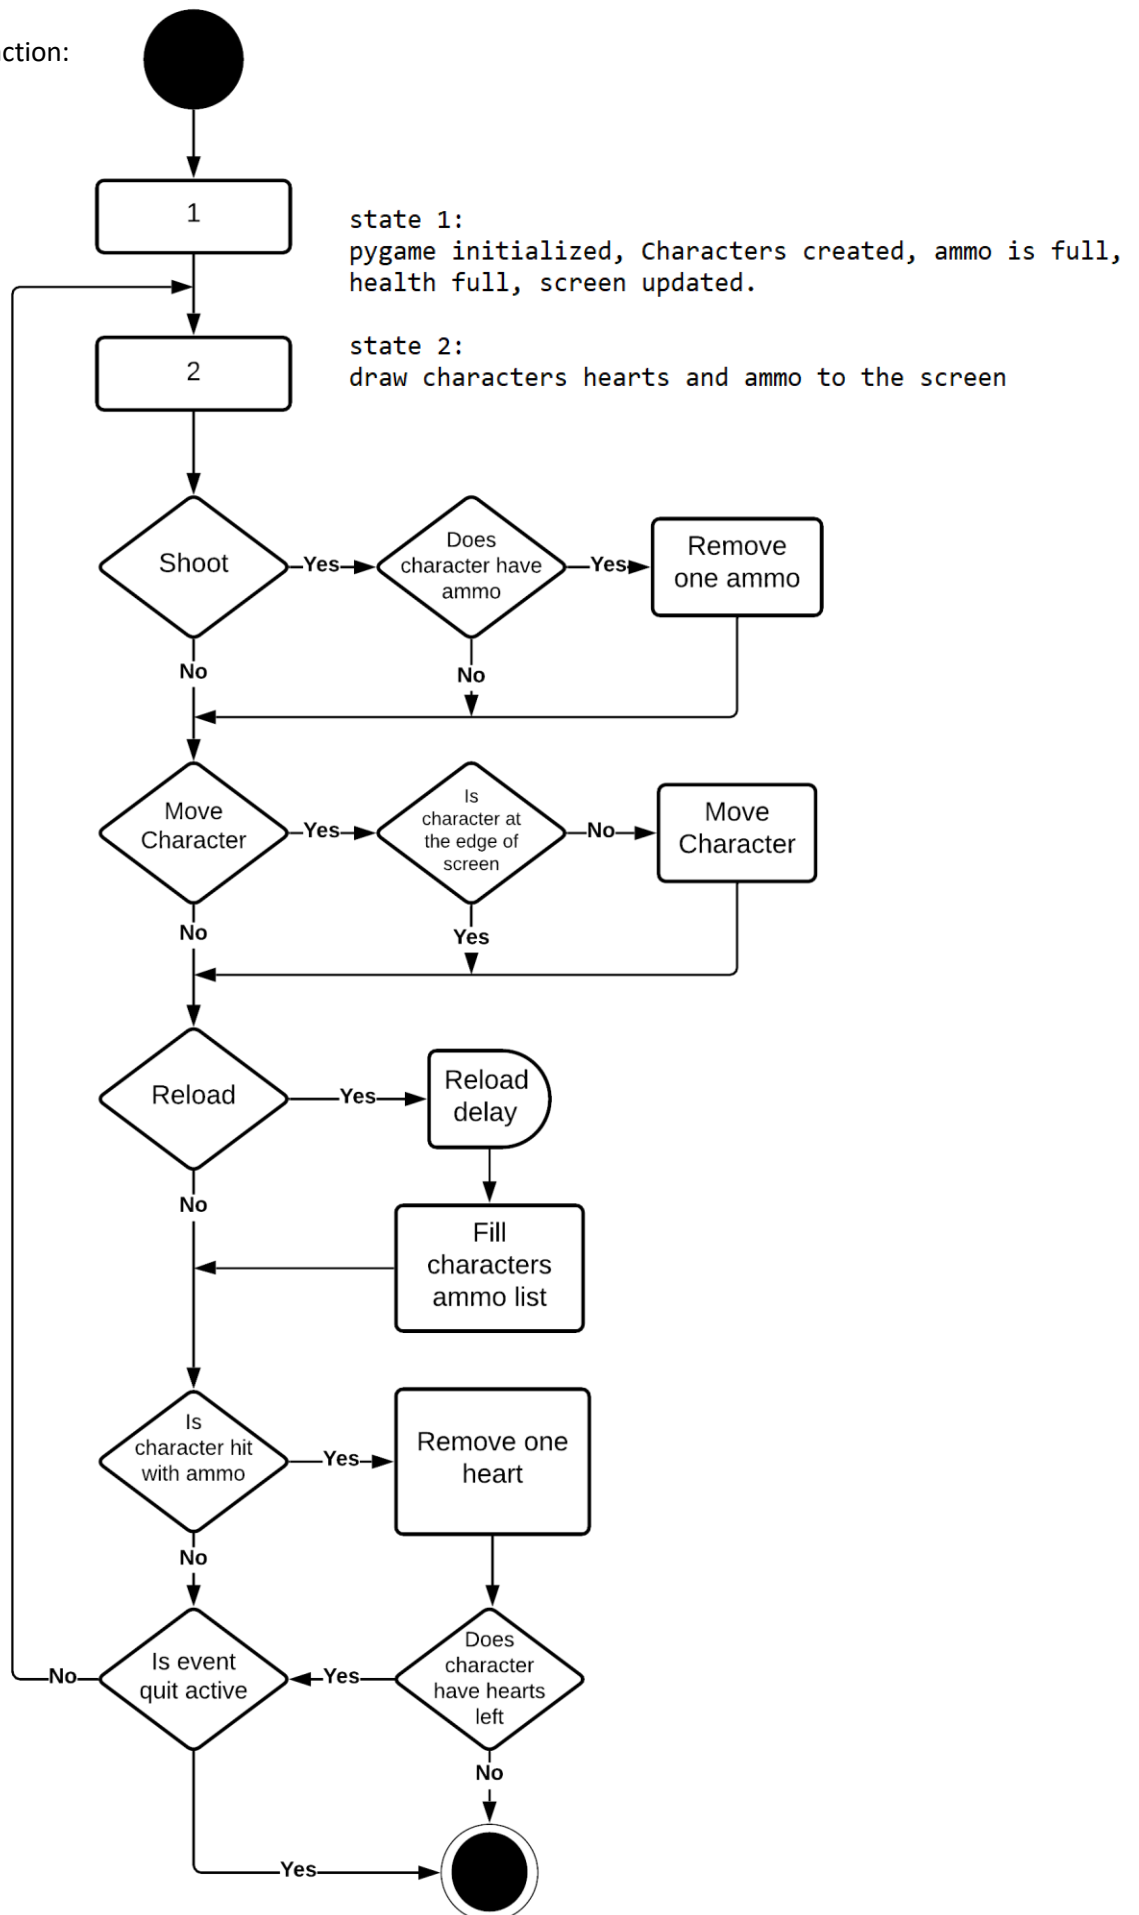 ction:
1
state 1:
pygame initialized, Characters created, ammo is full,
health full, screen updated.
2
state 2:
draw characters hearts and ammo to the screen
Shoot
Yes
Does
character have
ammo
Yes
Remove
one ammo
No
No
Move
Character
Yes
Is
character at
the edge of
screen
No
Move
Character
No
Yes
Reload
Yes
Reload
delay
No
Fill
characters
ammo list
Is
character hit
with ammo
Yes
Remove one
heart
No
Is event
quit active
No
Yes
Does
character
have hearts
left
No
Yes